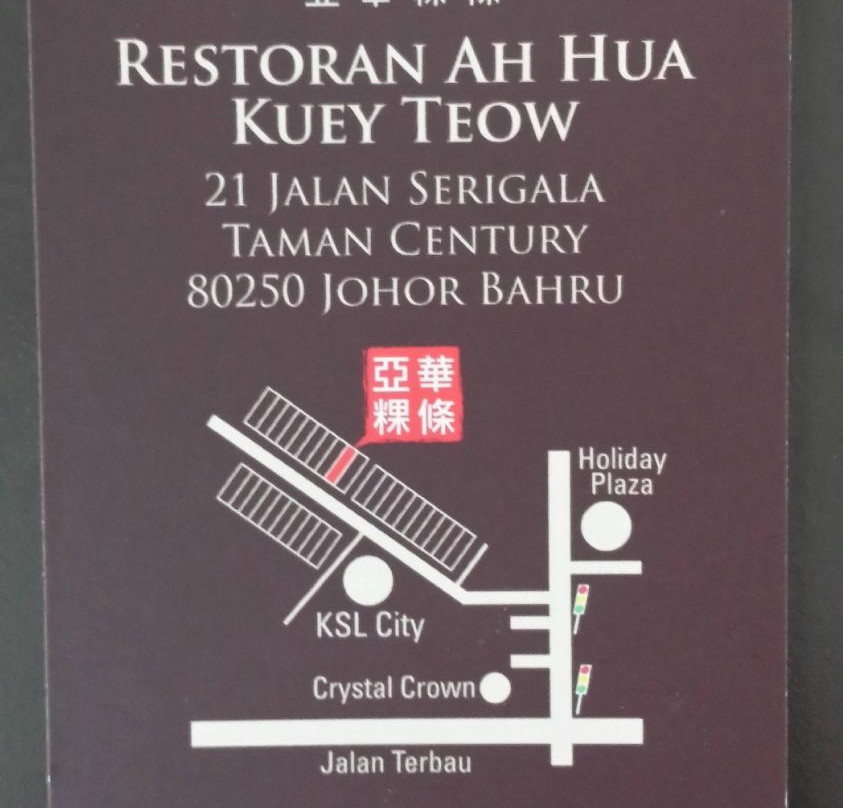 RESTORAN AH HUA
KUEY TEOW
21 JALAN SERIGALA
TAMAN CENTURY
80250 JOHOR BAHRU
亞華
粿條
Holiday
Plaza
KSL City
Crystal Crown
Jalan Terbau